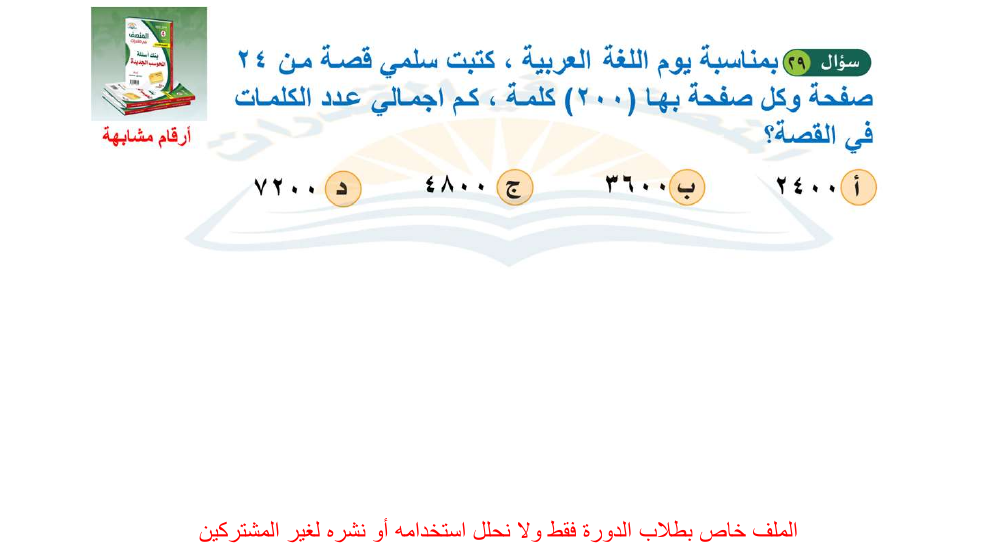 سؤال ٢٩ بمناسبة يوم اللغة العربية ، كتبت سلمي قصة من ٢٤
صفحة وكل صفحة بها (٢٠٠) كلمة ، كم اجمالي عدد الكلمات
في القصة؟
أ ٢٤٠٠ ب ٣٦٠٠ ج ٤٨٠٠ د ٧٢٠٠
المنصف
بنك أسئلة
المحوسب الجديدة
أرقام مشابهة
الملف خاص بطلاب الدورة فقط ولا نحلل استخدامه أو نشره لغير المشتركين